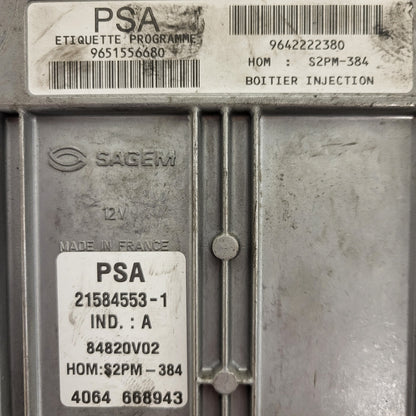 PSA
ETIQUETTE PROGRAMME
9651556680
9642222380
HOM : S2PM-384
BOITIER INJECTION
SAGEM
12V
MADE IN FRANCE
PSA
21584553-1
IND. : A
84820V02
HOM:S2PM-384
4064 668943